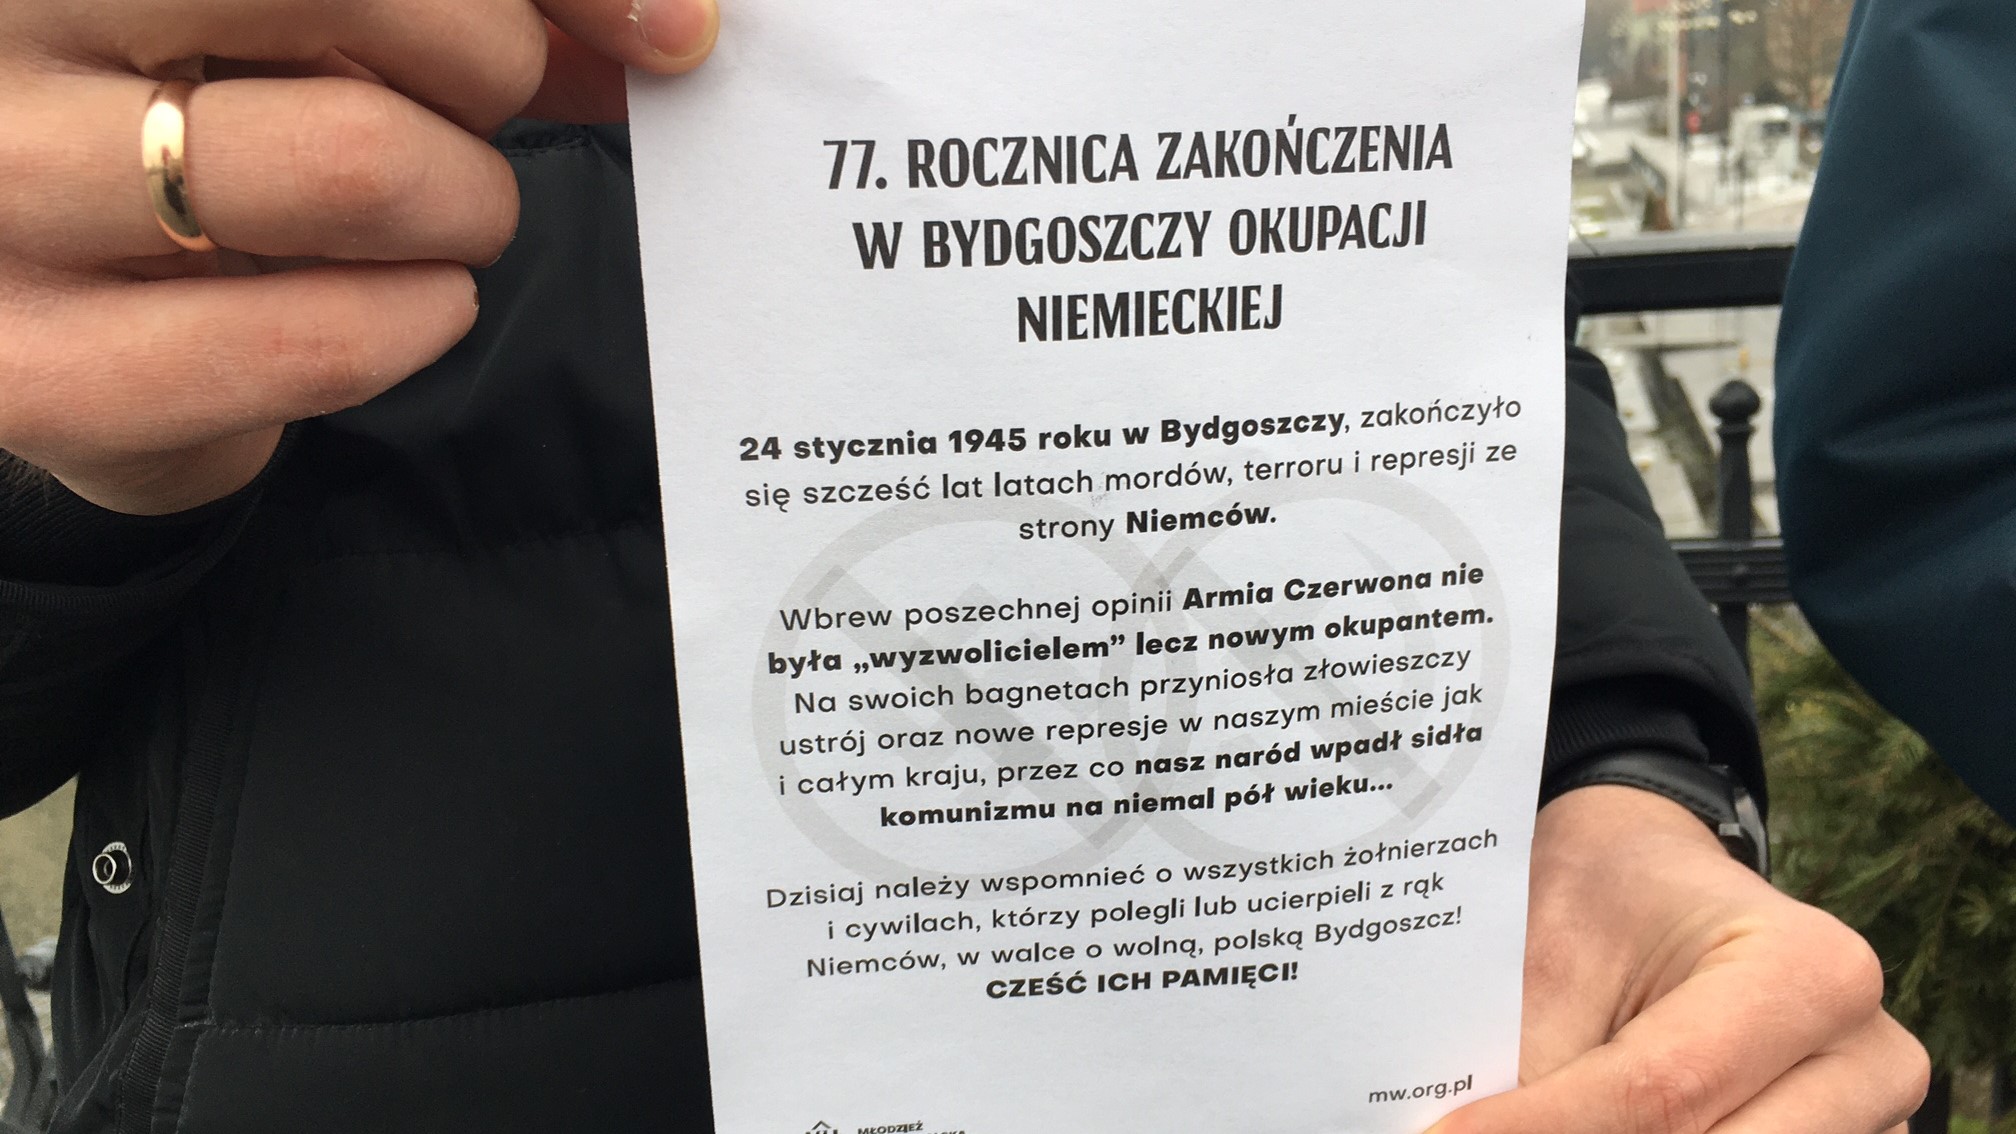 77. ROCZNICA ZAKOŃCZENIA
W BYDGOSZCZY OKUPACJI
NIEMIECKIEJ
24 stycznia 1945 roku w Bydgoszczy, zakończyło
się szcześć lat latach mordów, terroru i represji ze
strony Niemców.
Wbrew poszechnej opinii Armia Czerwona nie
była „wyzwolicielem” lecz nowym okupantem.
Na swoich bagnetach przyniosła złowieszczy
ustrój oraz nowe represje w naszym mieście jak
i całym kraju, przez co nasz naród wpadł sidła
komunizmu na niemal pół wieku...
Dzisiaj należy wspomnieć o wszystkich żołnierzach
i cywilach, którzy polegli lub ucierpieli z rąk
Niemców, w walce o wolną, polską Bydgoszcz!
CZEŚĆ ICH PAMIĘCI!
mw.org.pl
MŁODZIEŻ